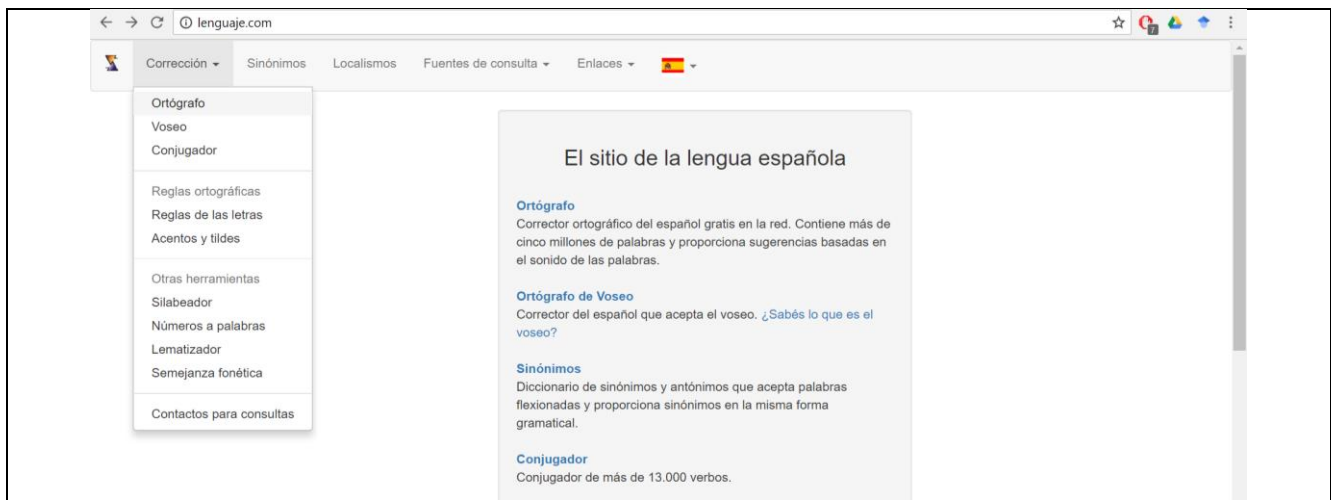 lenguaje.com
7
Corrección Sinónimos Localismos Fuentes de consulta Enlaces
Ortógrafo
Voseo
Conjugador
Reglas ortográficas
Reglas de las letras
Acentos y tildes
Otras herramientas
Silabeador
Números a palabras
Lematizador
Semejanza fonética
Contactos para consultas
El sitio de la lengua española
Ortógrafo
Corrector ortográfico del español gratis en la red. Contiene más de
cinco millones de palabras y proporciona sugerencias basadas en
el sonido de las palabras.
Ortógrafo de Voseo
Corrector del español que acepta el voseo. ¿Sabés lo que es el
voseo?
Sinónimos
Diccionario de sinónimos y antónimos que acepta palabras
flexionadas y proporciona sinónimos en la misma forma
gramatical.
Conjugador
Conjugador de más de 13.000 verbos.